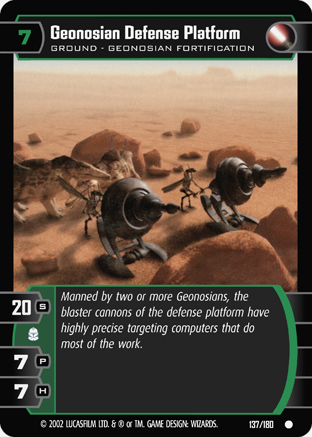 7 Geonosian Defense Platform
GROUND - GEONOSIAN FORTIFICATION
20 S
7 P
7 H
Manned by two or more Geonosians, the
blaster cannons of the defense platform have
highly precise targeting computers that do
most of the work.
© 2002 LUCASFILM LTD. & ® or TM. GAME DESIGN: WIZARDS. 137/180